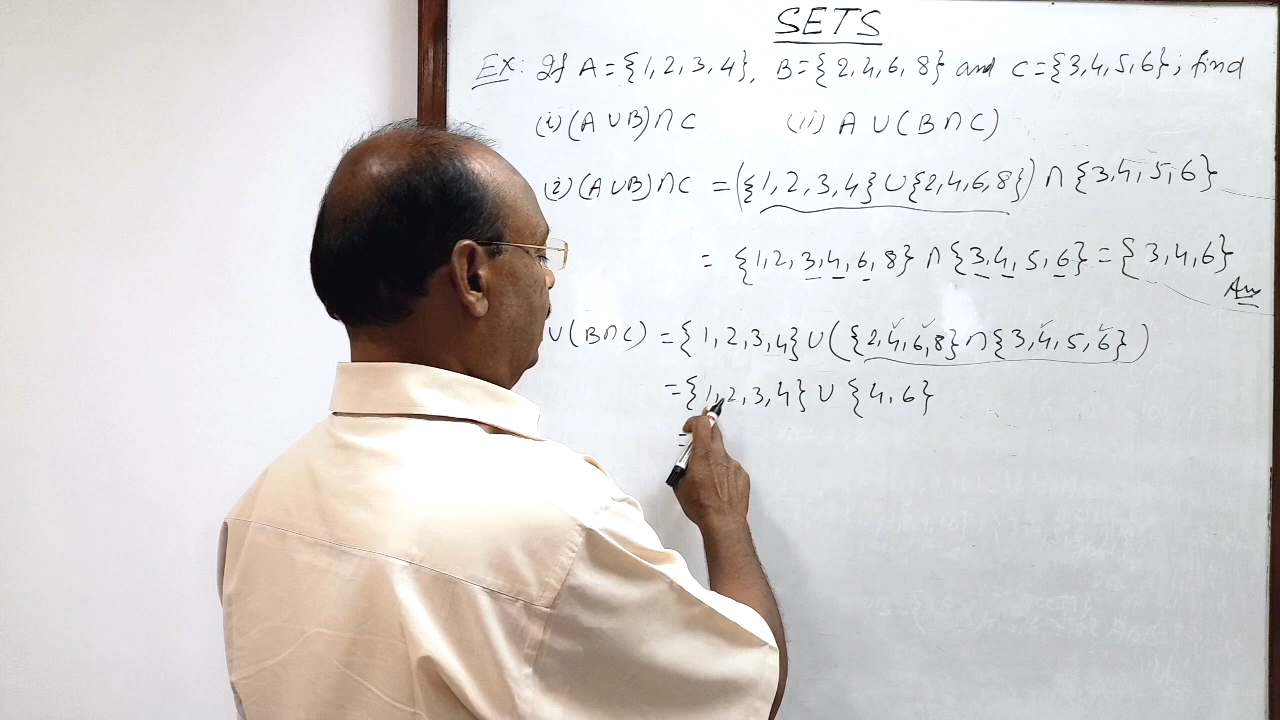 SETS
Ex: If A = {1, 2, 3, 4}, B = {2, 4, 6, 8} and C = {3, 4, 5, 6}; find
(i) (A ∪ B) ∩ C (ii) A ∪ (B ∩ C)
i) (A ∪ B) ∩ C = ({1, 2, 3, 4} ∪ {2, 4, 6, 8}) ∩ {3, 4, 5, 6}
= {1, 2, 3, 4, 6, 8} ∩ {3, 4, 5, 6} = {3, 4, 6}
Ans
∪ (B ∩ C) = {1, 2, 3, 4} ∪ ({2, 4, 6, 8} ∩ {3, 4, 5, 6})
= {1, 2, 3, 4} ∪ {4, 6}
=